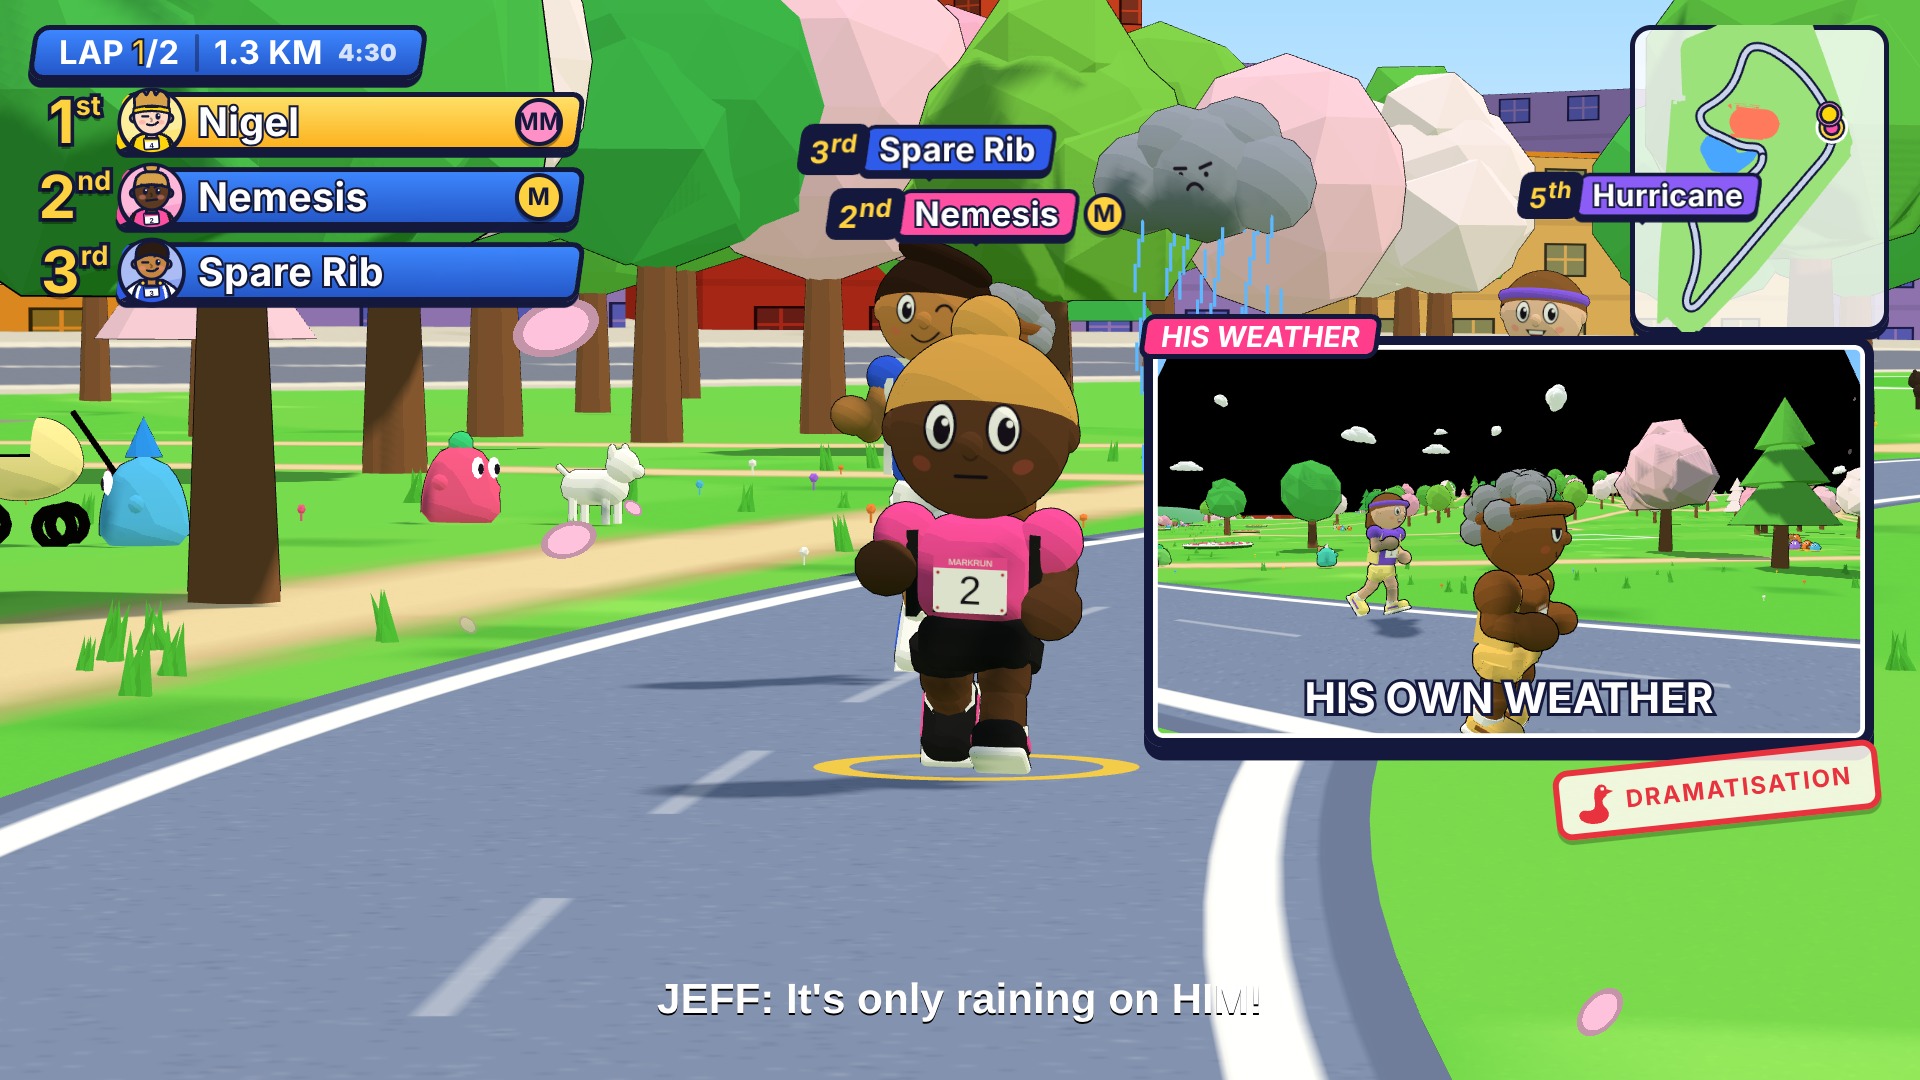 LAP 1/2 1.3 KM 4:30
1st Nigel MM
2nd Nemesis M
3rd Spare Rib
3rd Spare Rib
2nd Nemesis M
5th Hurricane
HIS WEATHER
HIS OWN WEATHER
DRAMATISATION
MARKRUN
2
JEFF: It's only raining on HIM!